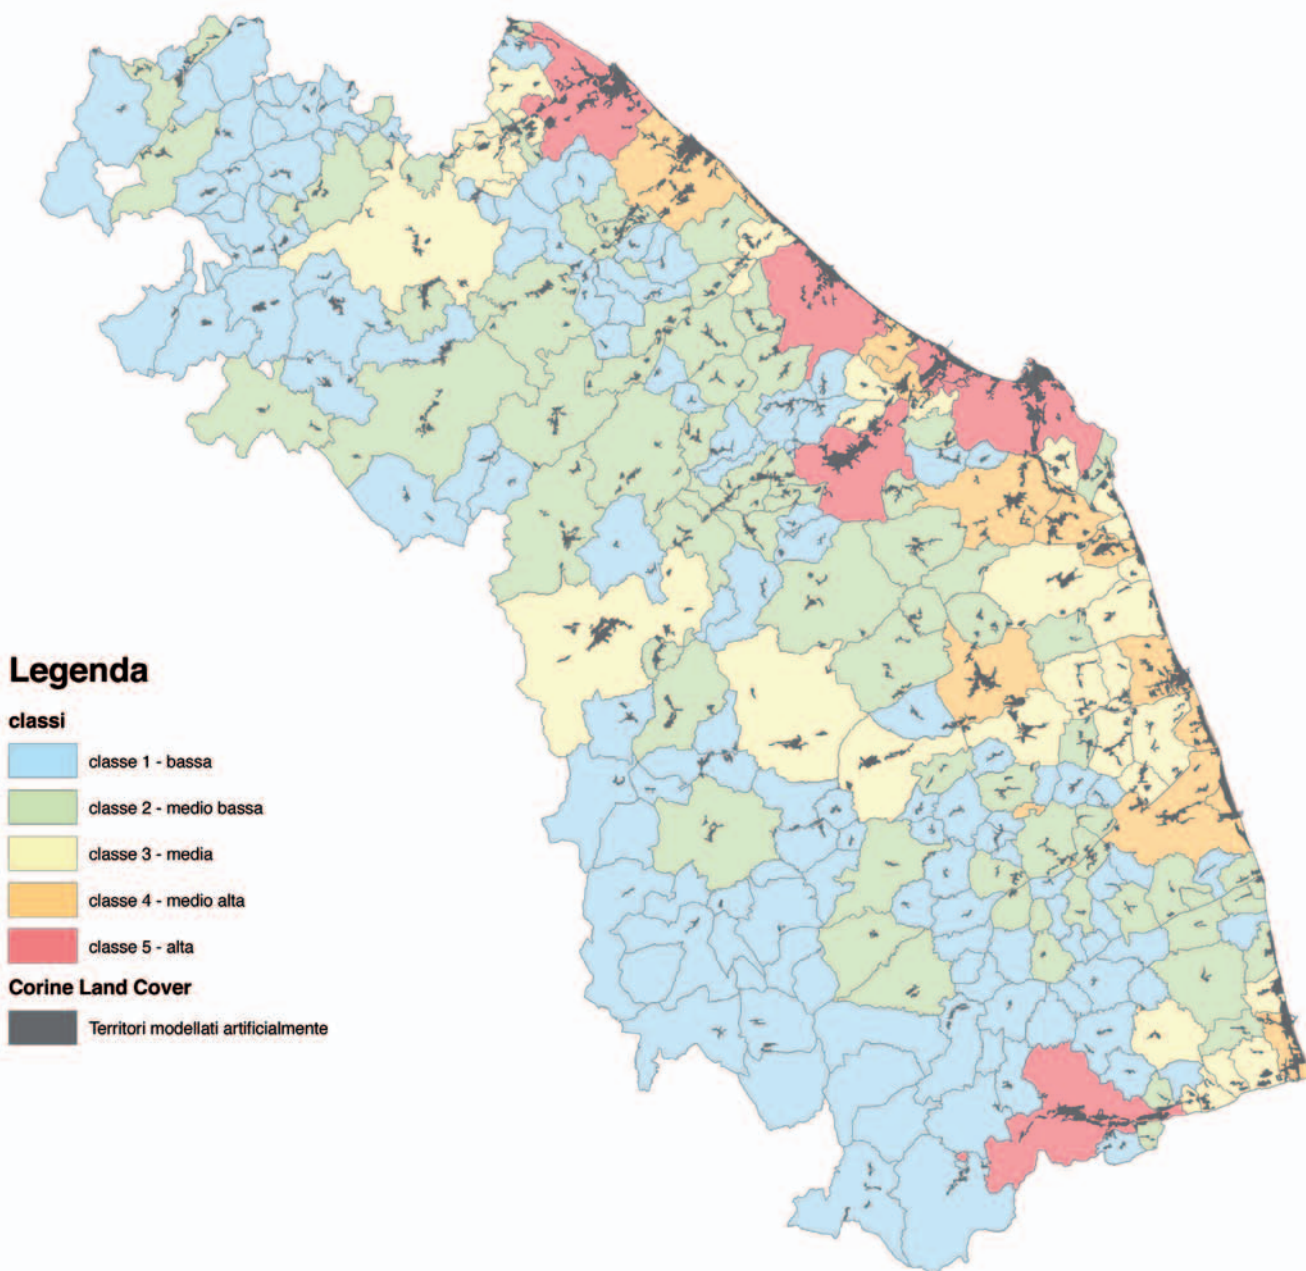 Legenda
classi
classe 1 - bassa
classe 2 - medio bassa
classe 3 - media
classe 4 - medio alta
classe 5 - alta
Corine Land Cover
Territori modellati artificialmente